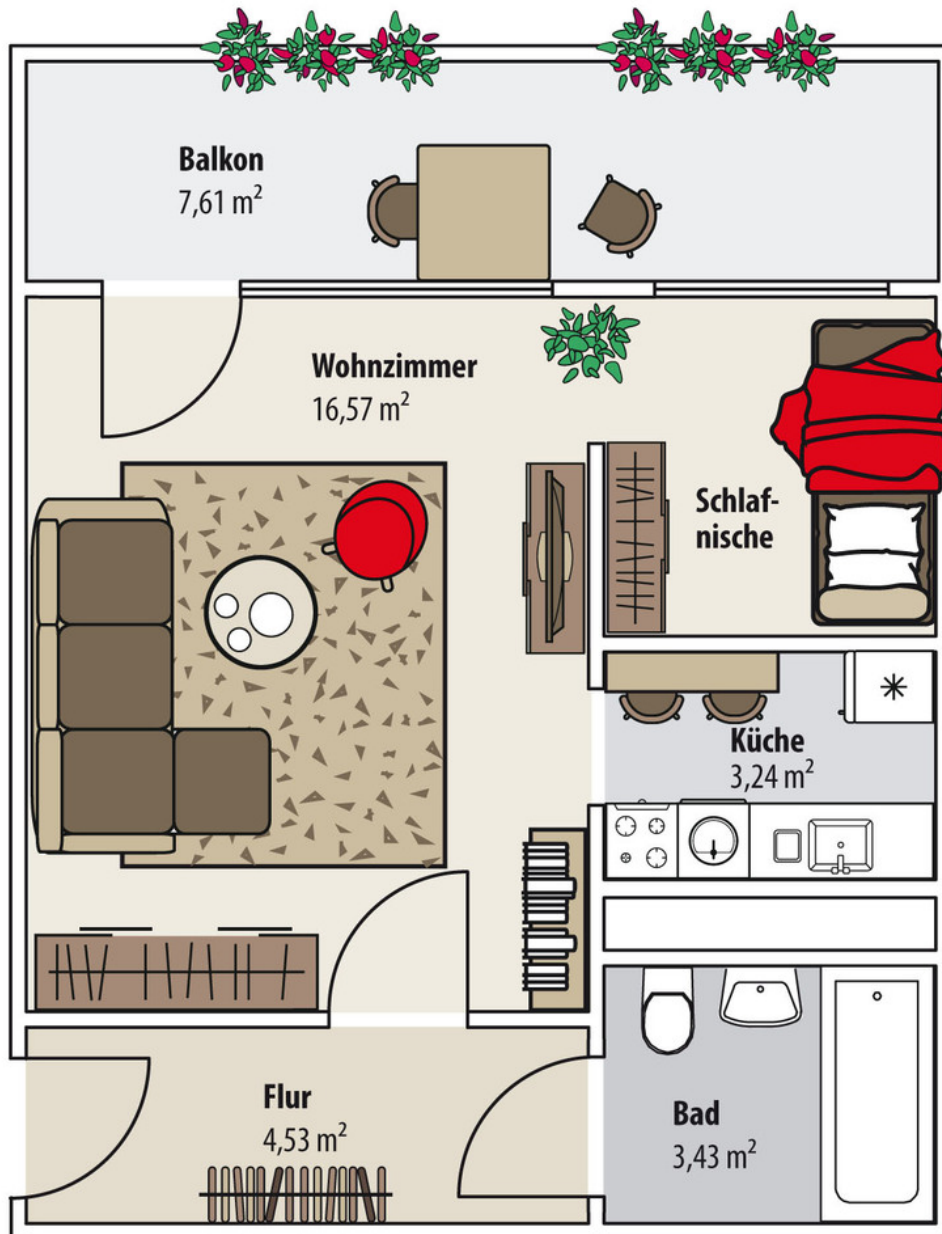 Balkon
7,61 m²
Wohnzimmer
16,57 m²
Schlaf-
nische
Küche
3,24 m²
Flur
4,53 m²
Bad
3,43 m²